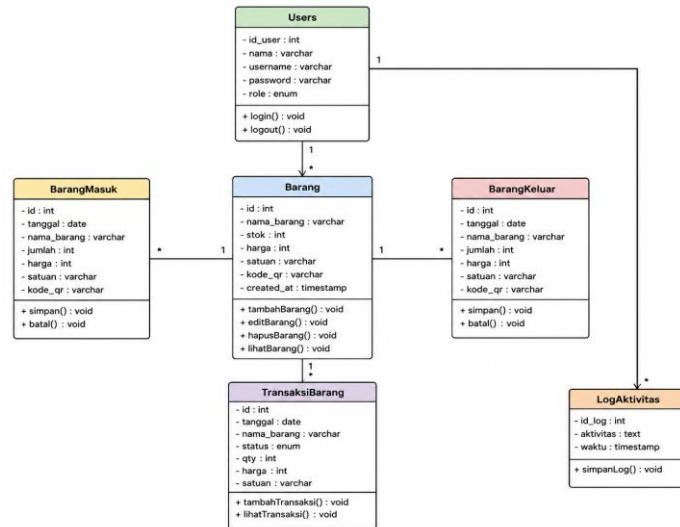 Users
- id_user : int
- nama : varchar
- username : varchar
- password : varchar
- role : enum
+ login() : void
+ logout() : void
1
1
*
BarangMasuk
- id : int
- tanggal : date
- nama_barang : varchar
- jumlah : int
- harga : int
- satuan : varchar
- kode_qr : varchar
+ simpan() : void
+ batal() : void
*
1
Barang
- id : int
- nama_barang : varchar
- stok : int
- harga : int
- satuan : varchar
- kode_qr : varchar
- created_at : timestamp
+ tambahBarang() : void
+ editBarang() : void
+ hapusBarang() : void
+ lihatBarang() : void
1
*
BarangKeluar
- id : int
- tanggal : date
- nama_barang : varchar
- jumlah : int
- harga : int
- satuan : varchar
- kode_qr : varchar
+ simpan() : void
+ batal() : void
1
*
TransaksiBarang
- id : int
- tanggal : date
- nama_barang : varchar
- status : enum
- qty : int
- harga : int
- satuan : varchar
+ tambahTransaksi() : void
+ lihatTransaksi() : void
*
LogAktivitas
- id_log : int
- aktivitas : text
- waktu : timestamp
+ simpanLog() : void